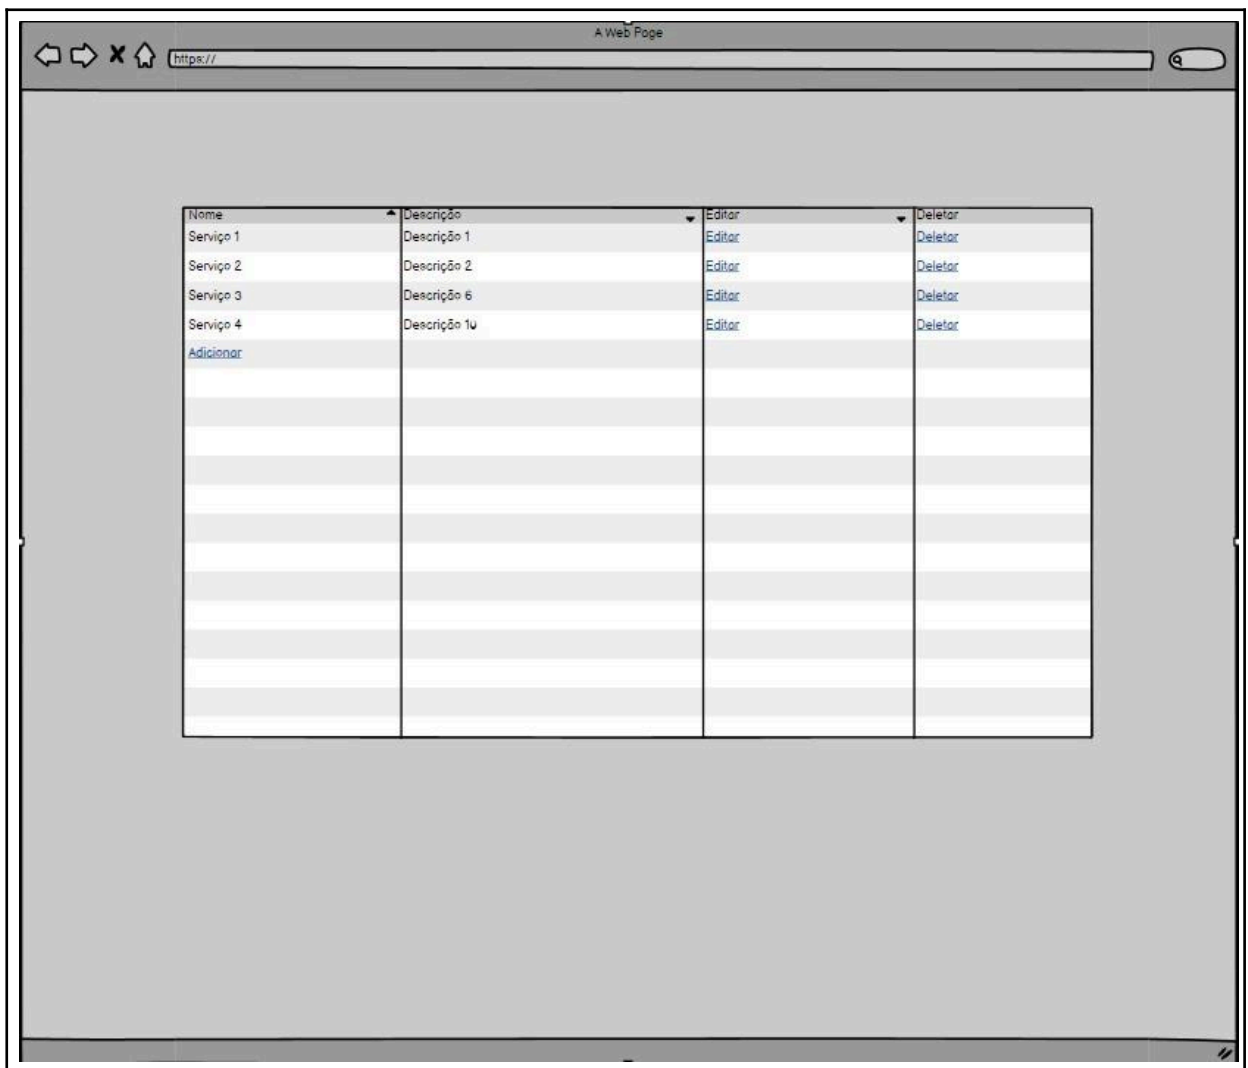 A Web Page
https://
Nome Descrição Editar Deletar
Serviço 1 Descrição 1 Editar Deletar
Serviço 2 Descrição 2 Editar Deletar
Serviço 3 Descrição 6 Editar Deletar
Serviço 4 Descrição 10 Editar Deletar
Adicionar